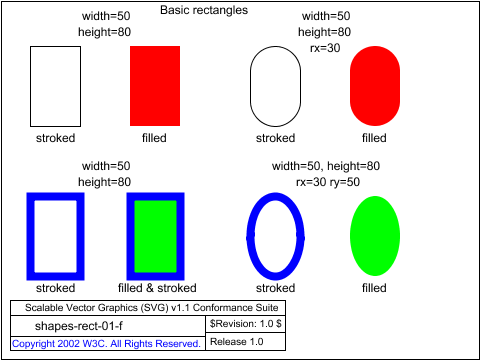 Basic rectangles
width=50
height=80
width=50
height=80
rx=30
stroked
filled
stroked
filled
width=50
height=80
width=50, height=80
rx=30 ry=50
stroked
filled & stroked
stroked
filled
Scalable Vector Graphics (SVG) v1.1 Conformance Suite
shapes-rect-01-f
$Revision: 1.0 $
Copyright 2002 W3C. All Rights Reserved.
Release 1.0